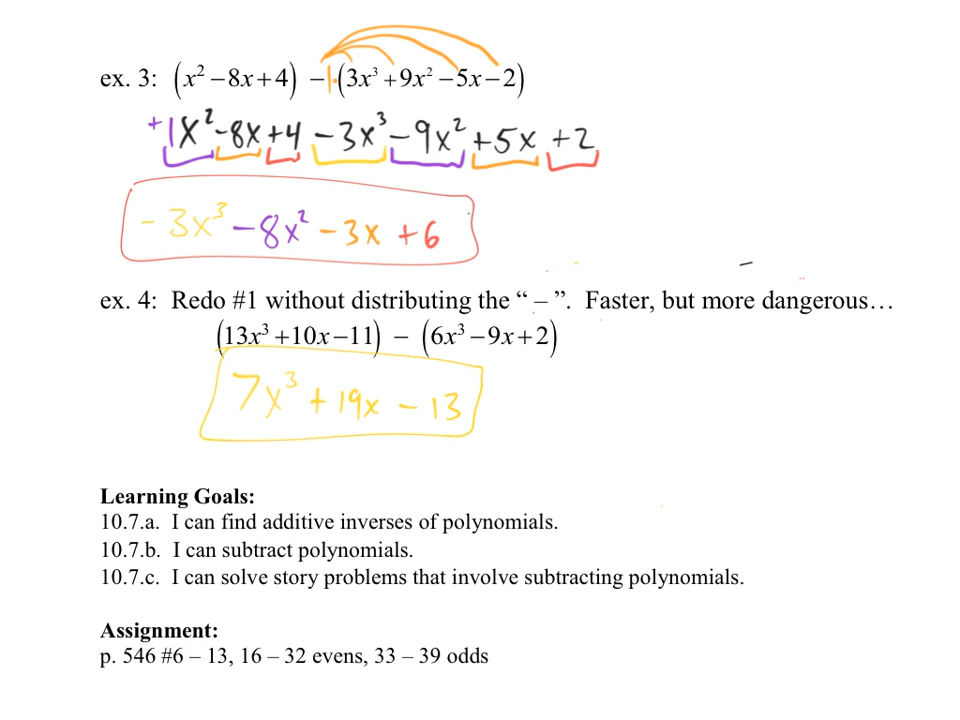 ex. 3: (x² − 8x + 4) − 1·(3x³ + 9x² − 5x − 2)
+1x² - 8x + 4 - 3x³ - 9x² + 5x + 2
- 3x³ - 8x² - 3x + 6
ex. 4: Redo #1 without distributing the “ – ”. Faster, but more dangerous…
(13x³ + 10x − 11) − (6x³ − 9x + 2)
7x³ + 19x - 13
Learning Goals:
10.7.a. I can find additive inverses of polynomials.
10.7.b. I can subtract polynomials.
10.7.c. I can solve story problems that involve subtracting polynomials.
Assignment:
p. 546 #6 – 13, 16 – 32 evens, 33 – 39 odds